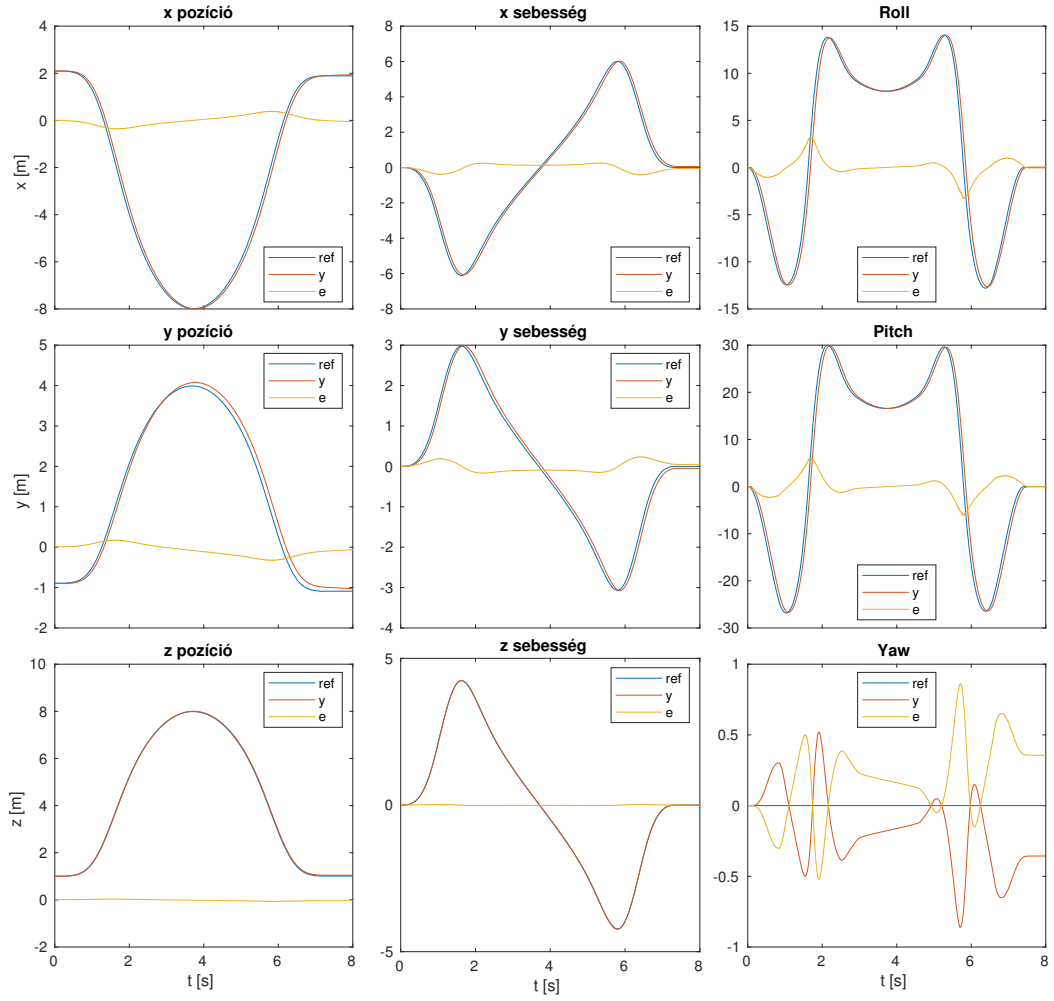 x pozíció
4
2
0
-2
-4
-6
-8
x [m]
ref
y
e
x sebesség
8
6
4
2
0
-2
-4
-6
-8
ref
y
e
Roll
15
10
5
0
-5
-10
-15
ref
y
e
y pozíció
5
4
3
2
1
0
-1
-2
y [m]
ref
y
e
y sebesség
3
2
1
0
-1
-2
-3
-4
ref
y
e
Pitch
30
20
10
0
-10
-20
-30
ref
y
e
z pozíció
10
8
6
4
2
0
-2
z [m]
0 2 4 6 8
t [s]
ref
y
e
z sebesség
5
0
-5
0 2 4 6 8
t [s]
ref
y
e
Yaw
1
0.5
0
-0.5
-1
0 2 4 6 8
t [s]
ref
y
e